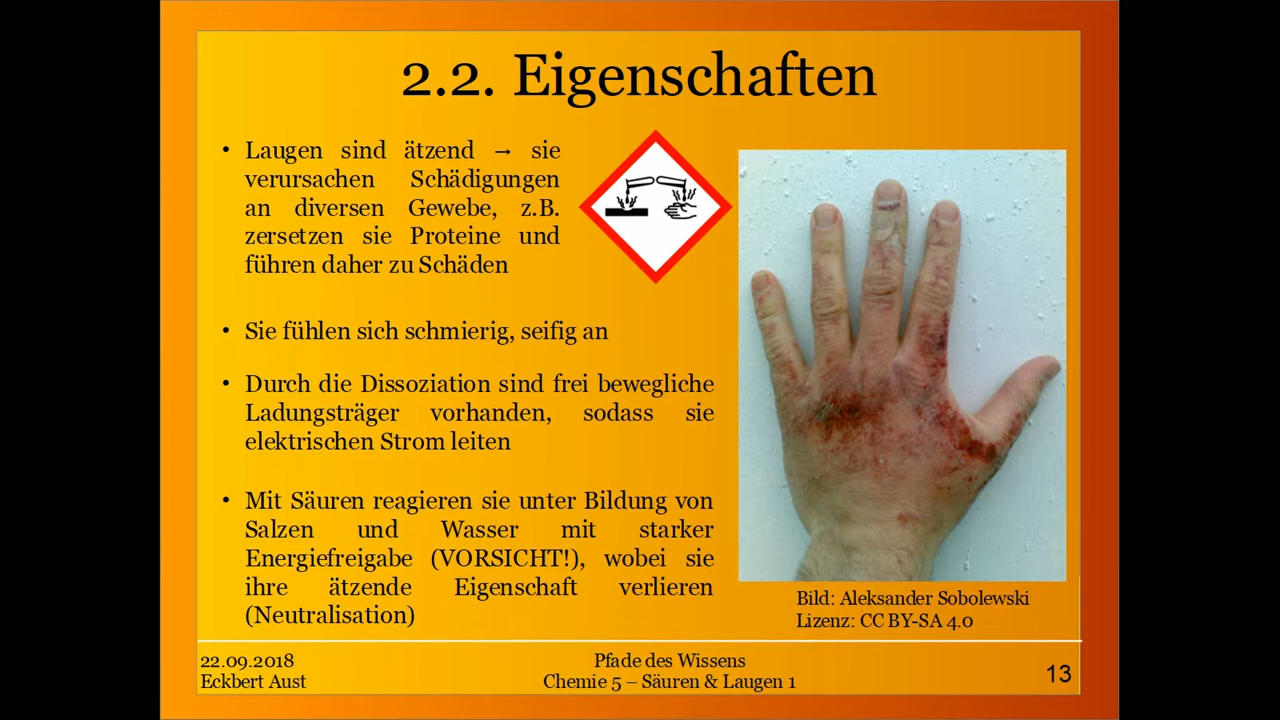 2.2. Eigenschaften
• Laugen sind ätzend → sie
verursachen Schädigungen
an diversen Gewebe, z.B.
zersetzen sie Proteine und
führen daher zu Schäden
• Sie fühlen sich schmierig, seifig an
• Durch die Dissoziation sind frei bewegliche
Ladungsträger vorhanden, sodass sie
elektrischen Strom leiten
• Mit Säuren reagieren sie unter Bildung von
Salzen und Wasser mit starker
Energiefreigabe (VORSICHT!), wobei sie
ihre ätzende Eigenschaft verlieren
(Neutralisation)
Bild: Aleksander Sobolewski
Lizenz: CC BY-SA 4.0
22.09.2018
Eckbert Aust
Pfade des Wissens
Chemie 5 – Säuren & Laugen 1
13